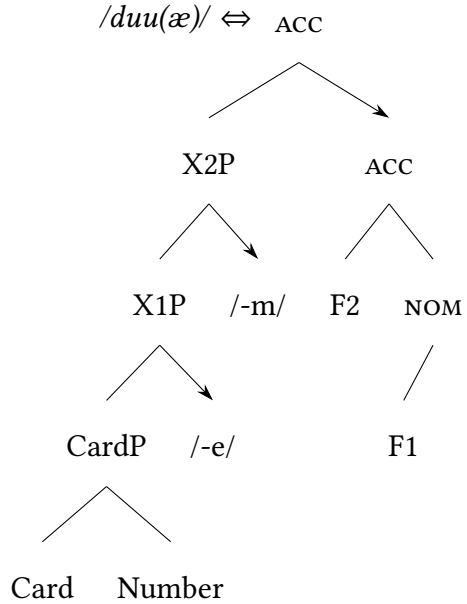 /duu(æ)/ ⇔ ACC
X2P ACC
X1P /-m/ F2 NOM
CardP /-e/ F1
Card Number